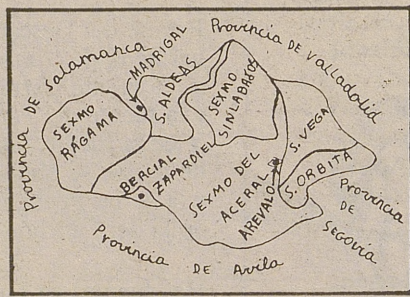 Provincia DE Salamanca
MADRIGAL
Provincia DE Valladolid
S. ALDEAS
SEXMO
SINLABAJOS
SEXMO
RÁGAMA
S. VEGA
BERCIAL
ZAPARDIEL
SEXMO DEL
ACERAL
AREVALO
S. ORBITA
Provincia
DE
SEGOVIA
Provincia
DE Avila